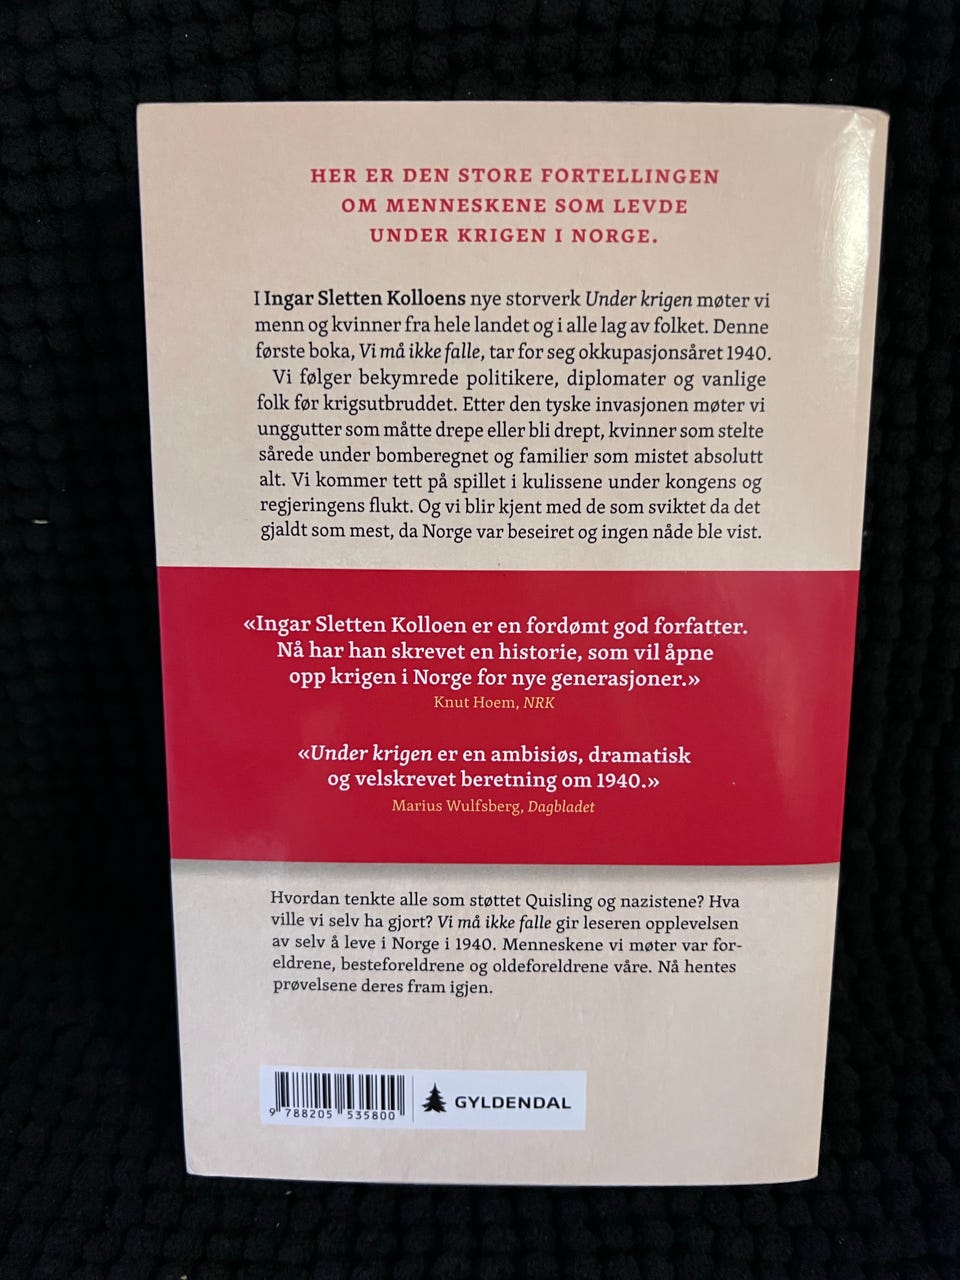 HER ER DEN STORE FORTELLINGEN
OM MENNESKENE SOM LEVDE
UNDER KRIGEN I NORGE.
I Ingar Sletten Kolloens nye storverk Under krigen møter vi
menn og kvinner fra hele landet og i alle lag av folket. Denne
første boka, Vi må ikke falle, tar for seg okkupasjonsåret 1940.
Vi følger bekymrede politikere, diplomater og vanlige
folk før krigsutbruddet. Etter den tyske invasjonen møter vi
unggutter som måtte drepe eller bli drept, kvinner som stelte
sårede under bomberegnet og familier som mistet absolutt
alt. Vi kommer tett på spillet i kulissene under kongens og
regjeringens flukt. Og vi blir kjent med de som sviktet da det
gjaldt som mest, da Norge var beseiret og ingen nåde ble vist.
«Ingar Sletten Kolloen er en fordømt god forfatter.
Nå har han skrevet en historie, som vil åpne
opp krigen i Norge for nye generasjoner.»
Knut Hoem, NRK
«Under krigen er en ambisiøs, dramatisk
og velskrevet beretning om 1940.»
Marius Wulfsberg, Dagbladet
Hvordan tenkte alle som støttet Quisling og nazistene? Hva
ville vi selv ha gjort? Vi må ikke falle gir leseren opplevelsen
av selv å leve i Norge i 1940. Menneskene vi møter var for-
eldrene, besteforeldrene og oldeforeldrene våre. Nå hentes
prøvelsene deres fram igjen.
9 788205 535800
GYLDENDAL